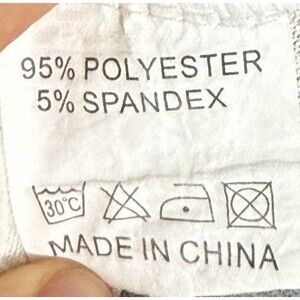 95% POLYESTER
5% SPANDEX
30°C
MADE IN CHINA